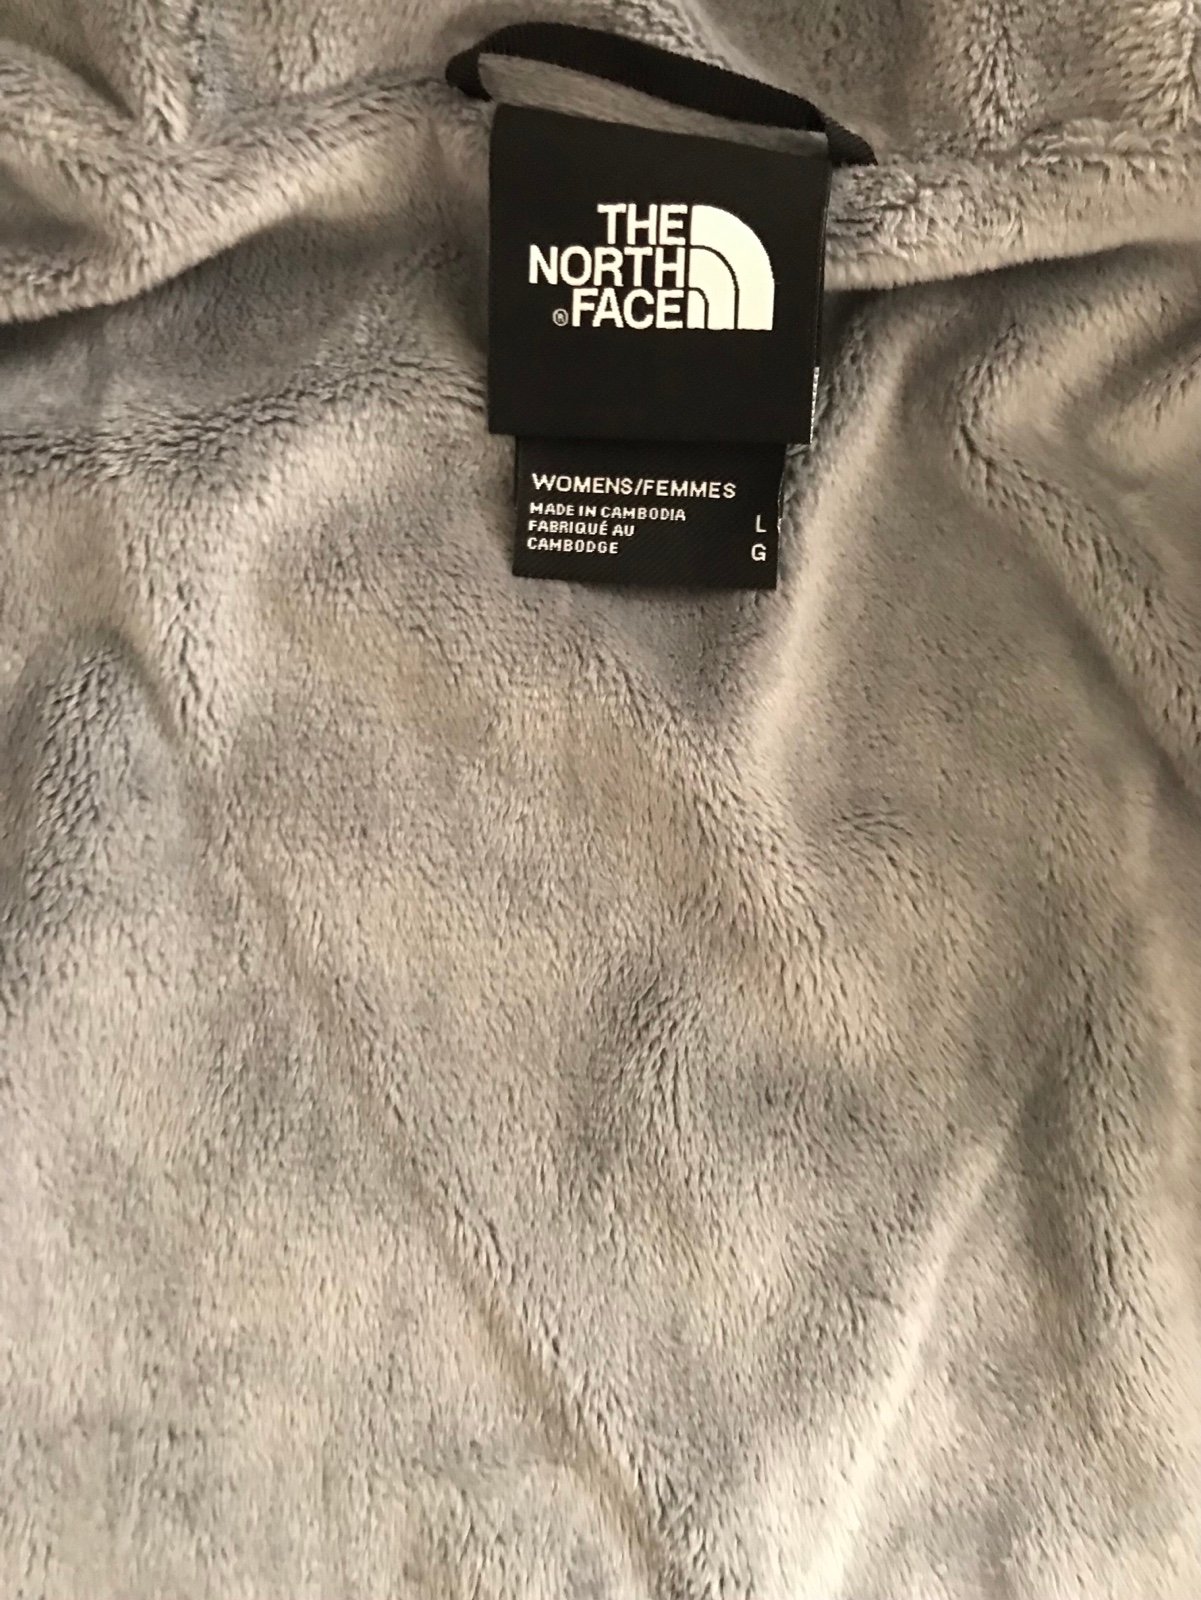 THE
NORTH
® FACE
WOMENS/FEMMES
MADE IN CAMBODIA
FABRIQUÉ AU
CAMBODGE
L
G